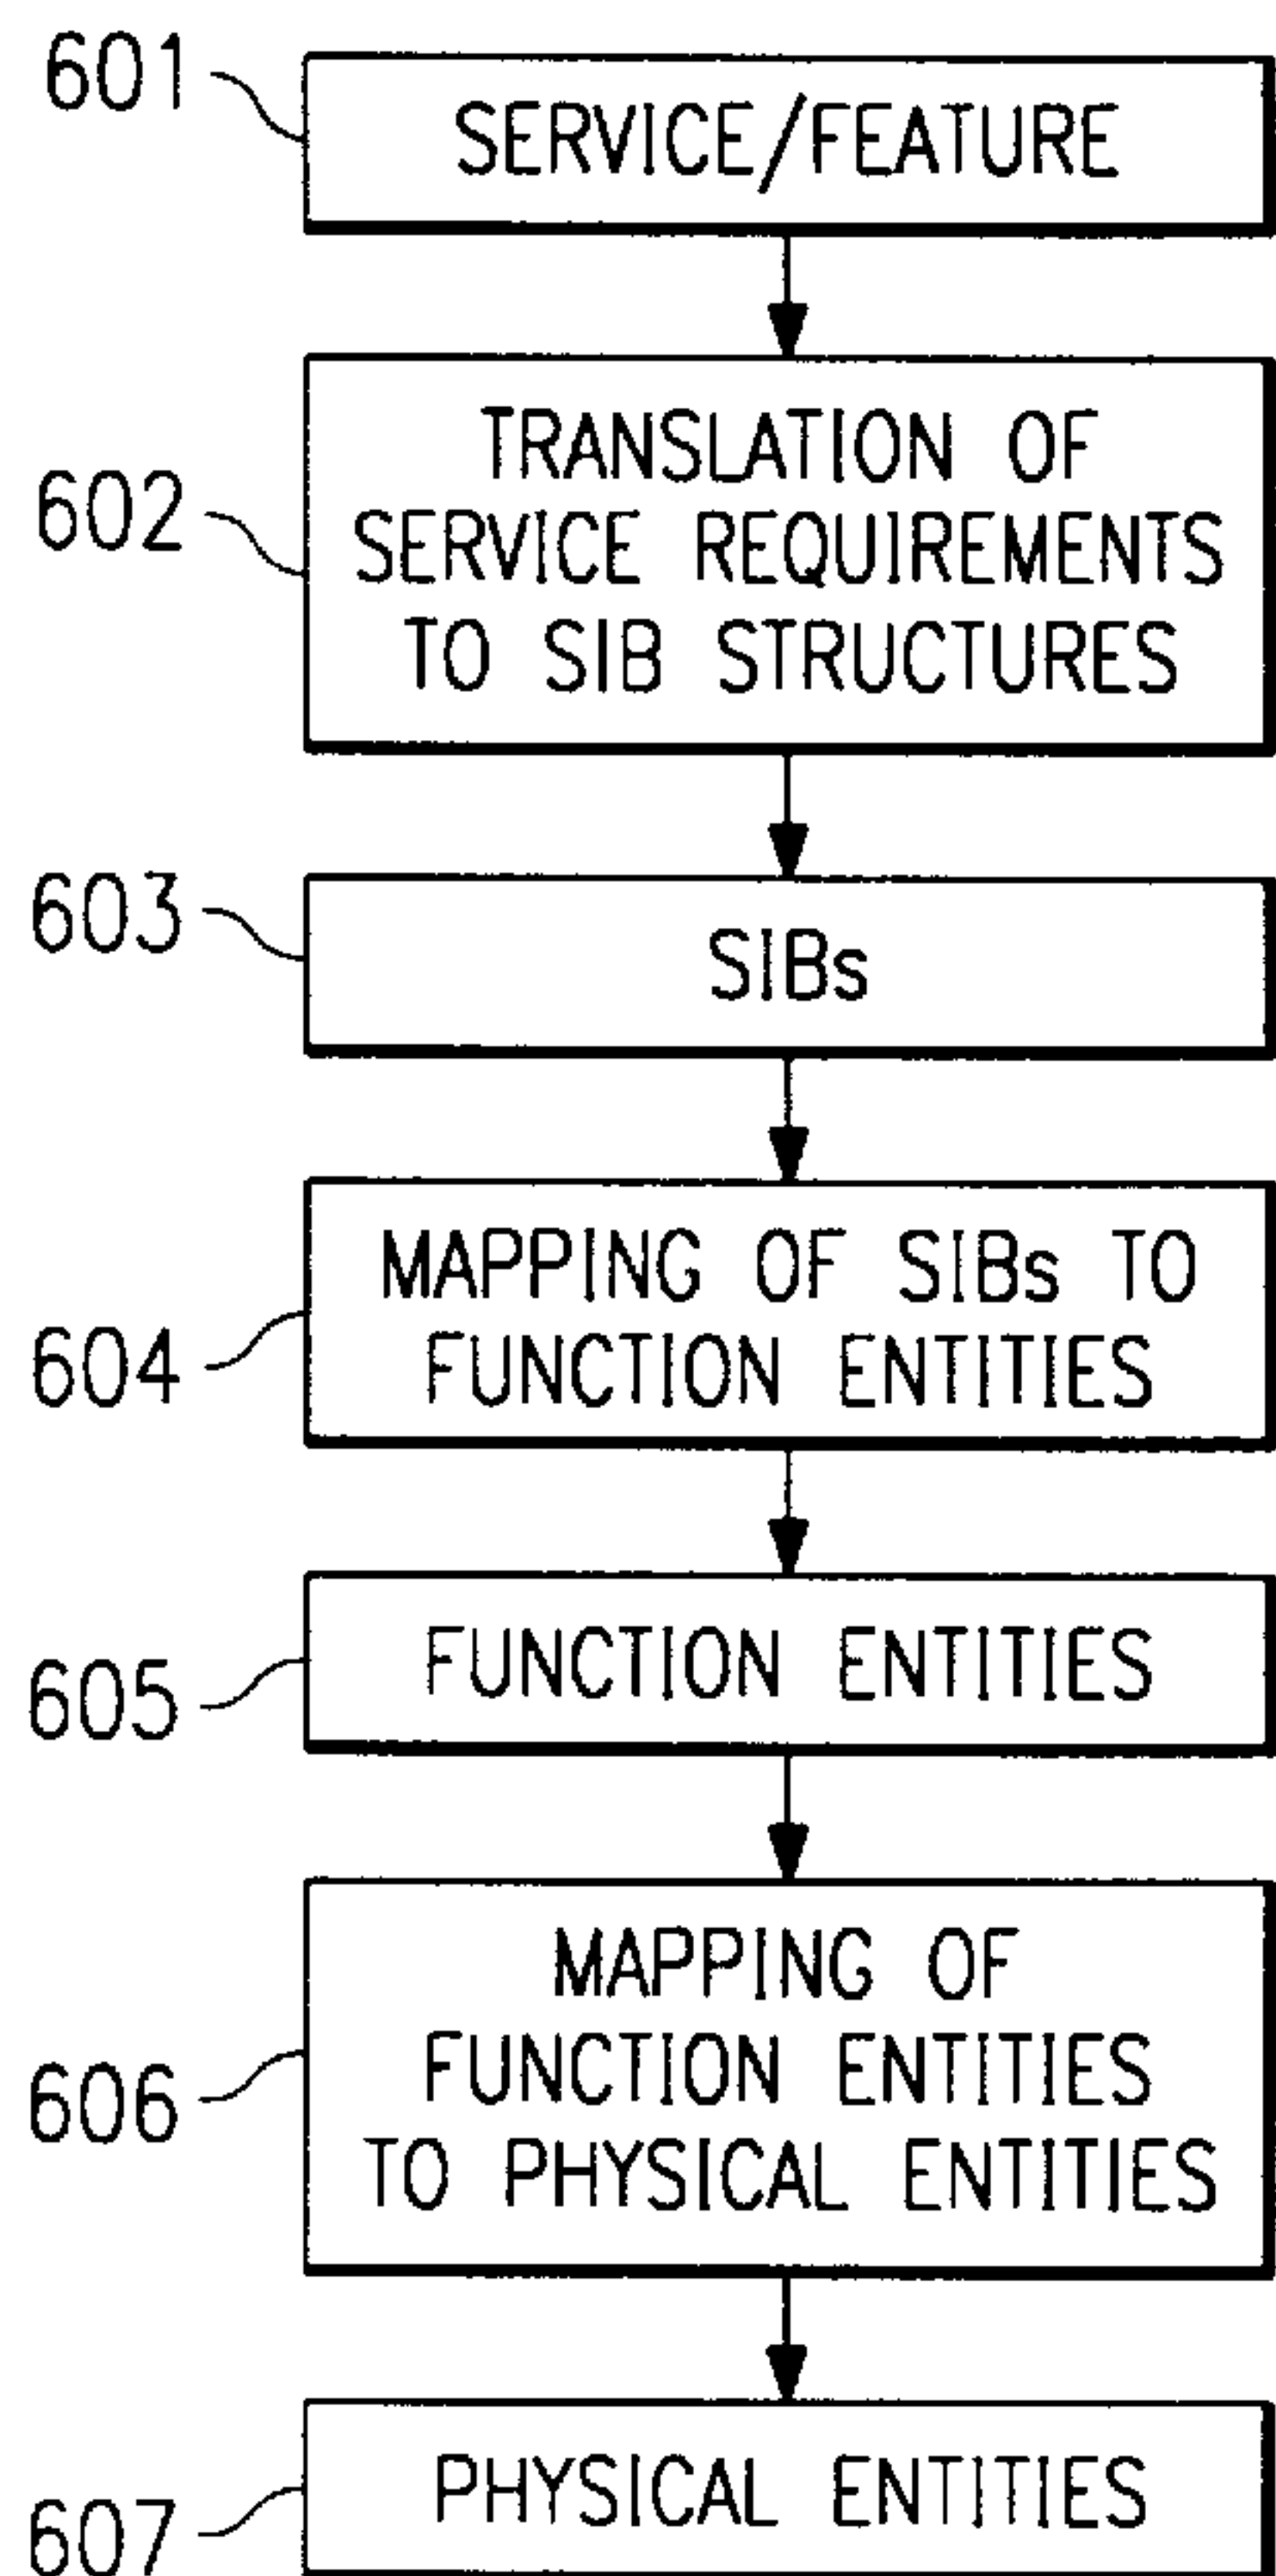 601
SERVICE/FEATURE
602
TRANSLATION OF
SERVICE REQUIREMENTS
TO SIB STRUCTURES
603
SIBs
604
MAPPING OF SIBs TO
FUNCTION ENTITIES
605
FUNCTION ENTITIES
606
MAPPING OF
FUNCTION ENTITIES
TO PHYSICAL ENTITIES
607
PHYSICAL ENTITIES